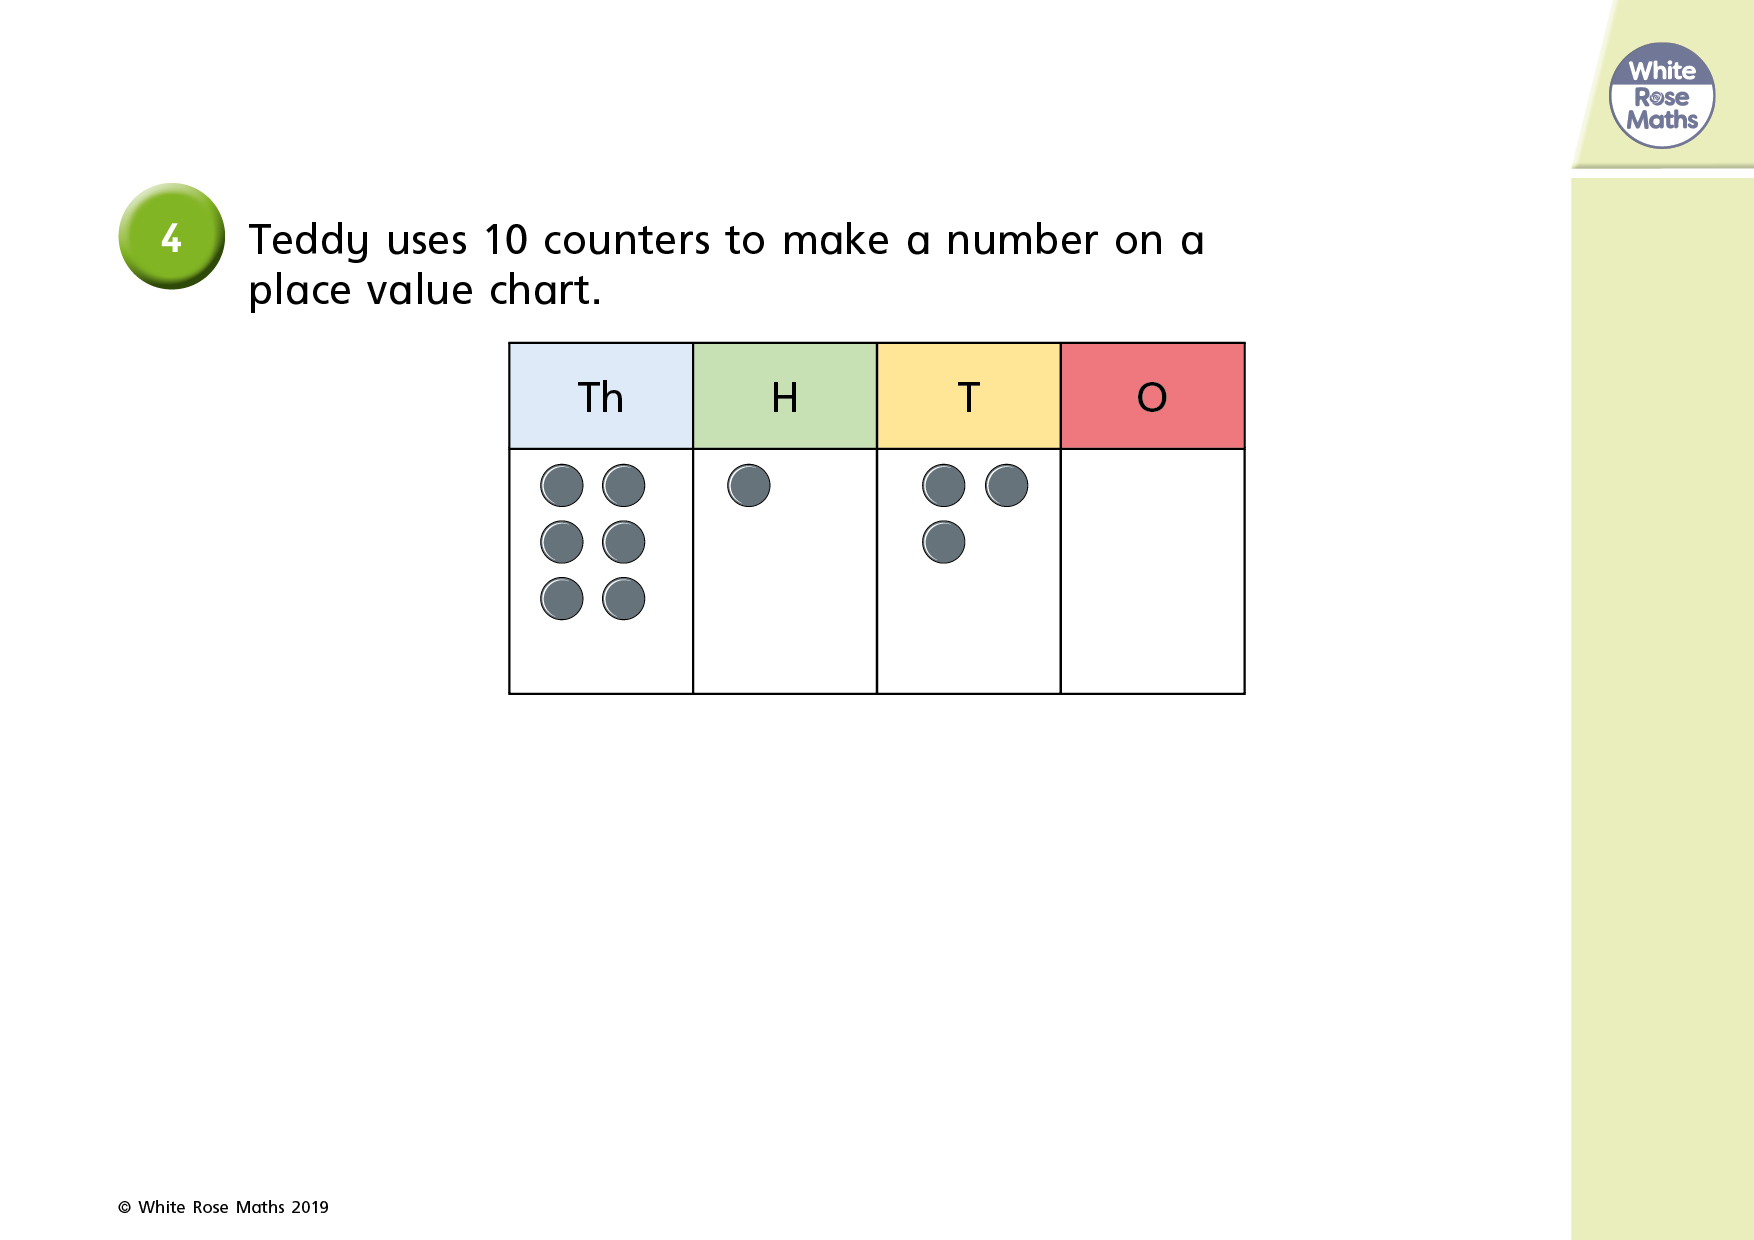 White
Rose
Maths
4
Teddy uses 10 counters to make a number on a
place value chart.
Th H T O
© White Rose Maths 2019